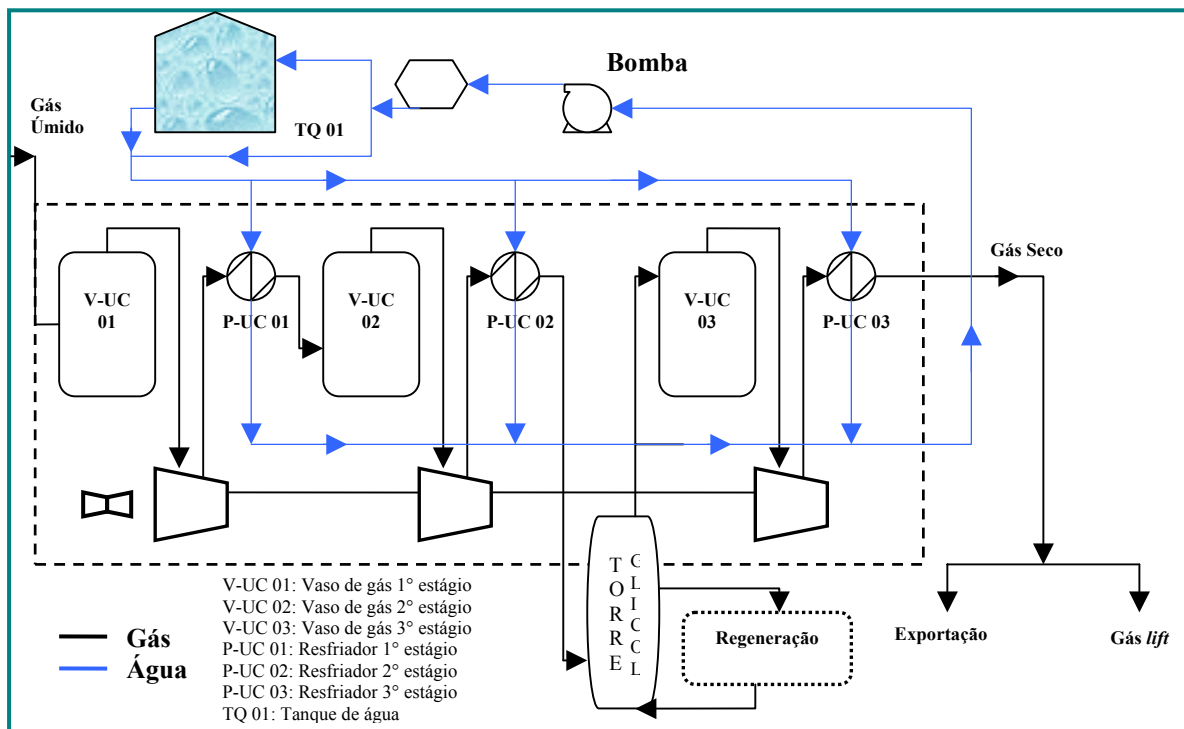 Bomba
Gás
Úmido
TQ 01
Gás Seco
V-UC
01
P-UC 01
V-UC
02
P-UC 02
V-UC
03
P-UC 03
TORRE
GLICOL
Regeneração
Exportação
Gás lift
Gás
Água
V-UC 01: Vaso de gás 1° estágio
V-UC 02: Vaso de gás 2° estágio
V-UC 03: Vaso de gás 3° estágio
P-UC 01: Resfriador 1° estágio
P-UC 02: Resfriador 2° estágio
P-UC 03: Resfriador 3° estágio
TQ 01: Tanque de água